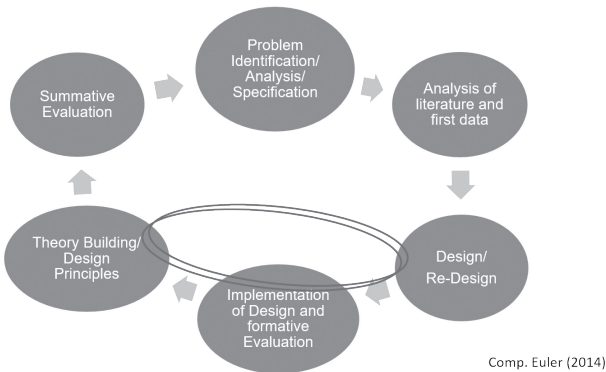 Problem
Identification/
Analysis/
Specification
Analysis of
literature and
first data
Design/
Re-Design
Implementation
of Design and
formative
Evaluation
Theory Building/
Design
Principles
Summative
Evaluation
Comp. Euler (2014)